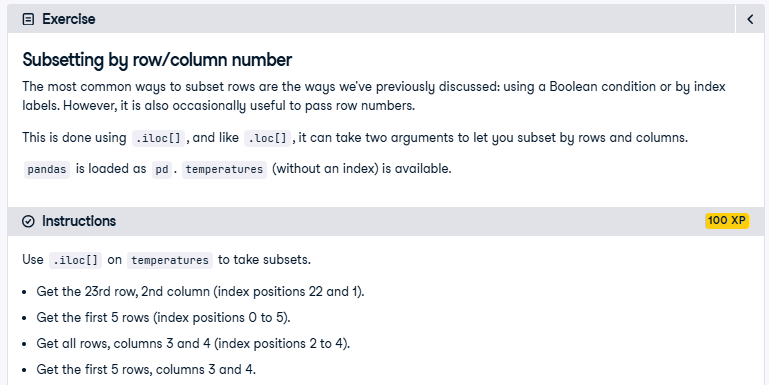 Exercise
Subsetting by row/column number
The most common ways to subset rows are the ways we've previously discussed: using a Boolean condition or by index
labels. However, it is also occasionally useful to pass row numbers.
This is done using .iloc[], and like .loc[], it can take two arguments to let you subset by rows and columns.
pandas is loaded as pd. temperatures (without an index) is available.
Instructions 100 XP
Use .iloc[] on temperatures to take subsets.
• Get the 23rd row, 2nd column (index positions 22 and 1).
• Get the first 5 rows (index positions 0 to 5).
• Get all rows, columns 3 and 4 (index positions 2 to 4).
• Get the first 5 rows, columns 3 and 4.